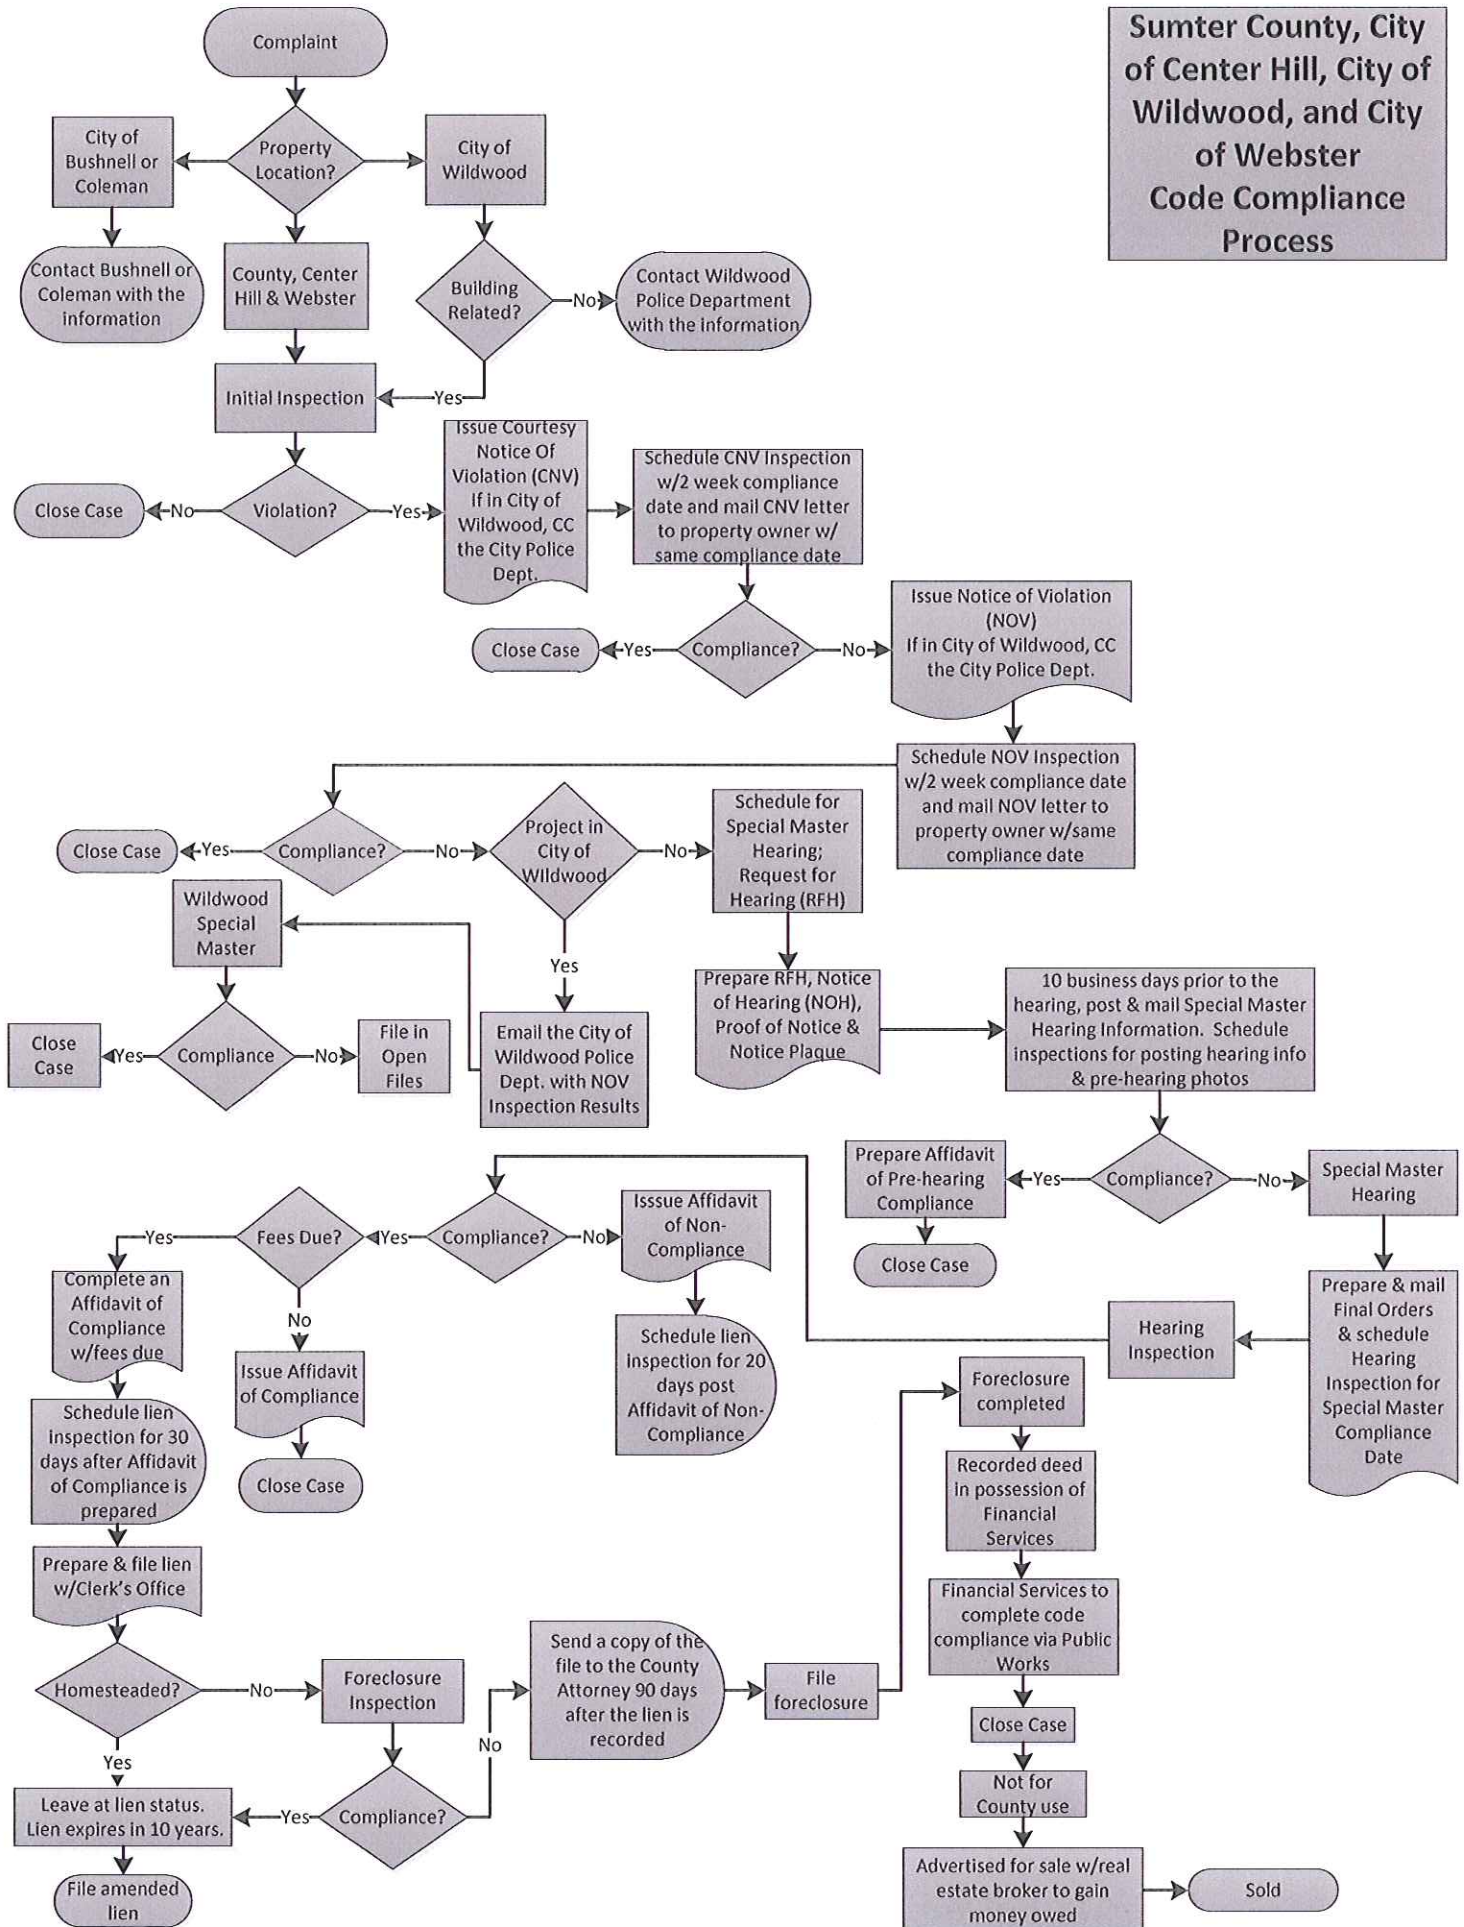 Sumter County, City
of Center Hill, City of
Wildwood, and City
of Webster
Code Compliance
Process
Complaint
City of
Bushnell or
Coleman
Property
Location?
City of
Wildwood
Contact Bushnell or
Coleman with the
information
County, Center
Hill & Webster
Building
Related?
No
Contact Wildwood
Police Department
with the information
Initial Inspection
Yes
Close Case
No
Violation?
Yes
Issue Courtesy
Notice Of
Violation (CNV)
If in City of
Wildwood, CC
the City Police
Dept.
Schedule CNV Inspection
w/2 week compliance
date and mail CNV letter
to property owner w/
same compliance date
Close Case
Yes
Compliance?
No
Issue Notice of Violation
(NOV)
If in City of Wildwood, CC
the City Police Dept.
Schedule NOV Inspection
w/2 week compliance date
and mail NOV letter to
property owner w/same
compliance date
Close Case
Yes
Compliance?
No
Project in
City of
Wildwood
No
Schedule for
Special Master
Hearing;
Request for
Hearing (RFH)
Wildwood
Special
Master
Yes
Close
Case
Yes
Compliance
No
File in
Open
Files
Email the City of
Wildwood Police
Dept. with NOV
Inspection Results
Prepare RFH, Notice
of Hearing (NOH),
Proof of Notice &
Notice Plaque
10 business days prior to the
hearing, post & mail Special Master
Hearing Information. Schedule
inspections for posting hearing info
& pre-hearing photos
Prepare Affidavit
of Pre-hearing
Compliance
Yes
Compliance?
No
Special Master
Hearing
Close Case
Yes
Fees Due?
Yes
Compliance?
No
Isssue Affidavit
of Non-
Compliance
Complete an
Affidavit of
Compliance
w/fees due
No
Issue Affidavit
of Compliance
Schedule lien
inspection for 20
days post
Affidavit of Non-
Compliance
Hearing
Inspection
Prepare & mail
Final Orders
& schedule
Hearing
Inspection for
Special Master
Compliance
Date
Schedule lien
inspection for 30
days after Affidavit
of Compliance is
prepared
Close Case
Foreclosure
completed
Recorded deed
in possession of
Financial
Services
Prepare & file lien
w/Clerk's Office
Financial Services to
complete code
compliance via Public
Works
Homesteaded?
No
Foreclosure
Inspection
Send a copy of the
file to the County
Attorney 90 days
after the lien is
recorded
File
foreclosure
Close Case
Yes
No
Leave at lien status.
Lien expires in 10 years.
Yes
Compliance?
Not for
County use
File amended
lien
Advertised for sale w/real
estate broker to gain
money owed
Sold